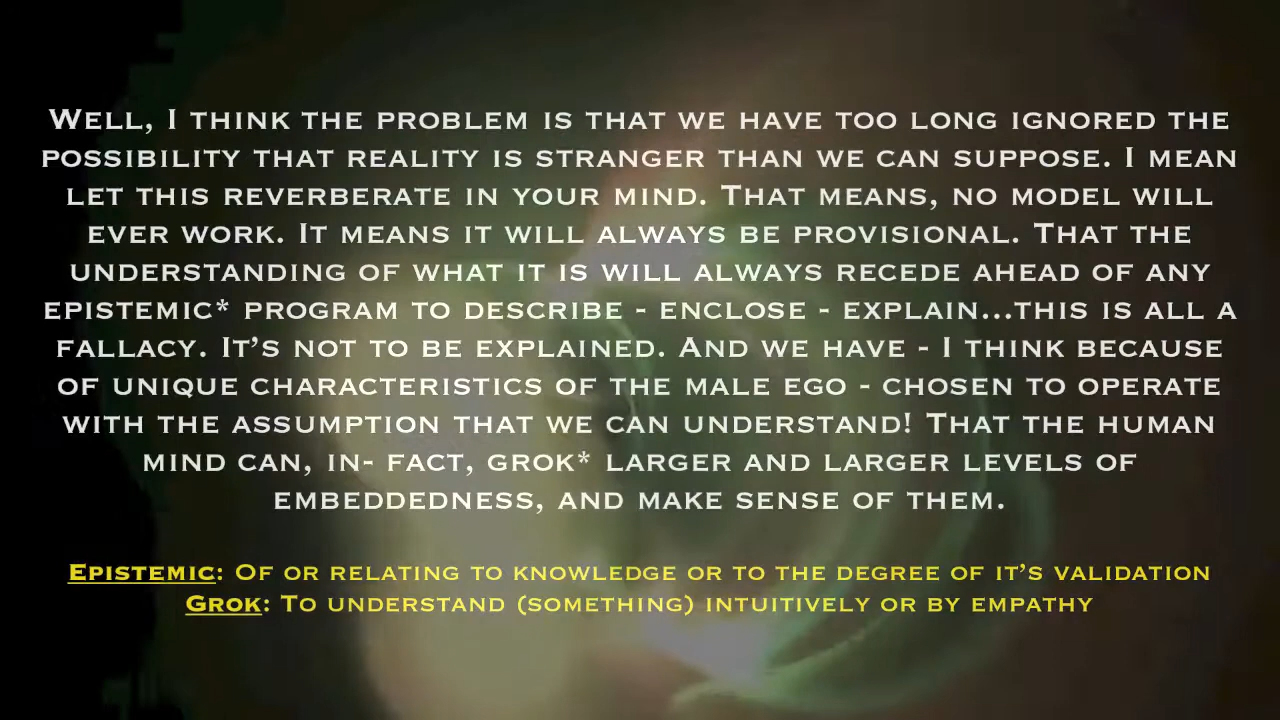 Well, I think the problem is that we have too long ignored the
possibility that reality is stranger than we can suppose. I mean
let this reverberate in your mind. That means, no model will
ever work. It means it will always be provisional. That the
understanding of what it is will always recede ahead of any
epistemic* program to describe - enclose - explain...this is all a
fallacy. It's not to be explained. And we have - I think because
of unique characteristics of the male ego - chosen to operate
with the assumption that we can understand! That the human
mind can, in- fact, grok* larger and larger levels of
embeddedness, and make sense of them.
Epistemic: Of or relating to knowledge or to the degree of it's validation
Grok: To understand (something) intuitively or by empathy